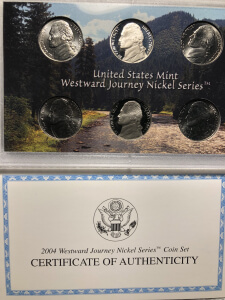 United States Mint
Westward Journey Nickel Series™
2004 Westward Journey Nickel Series™ Coin Set
CERTIFICATE OF AUTHENTICITY